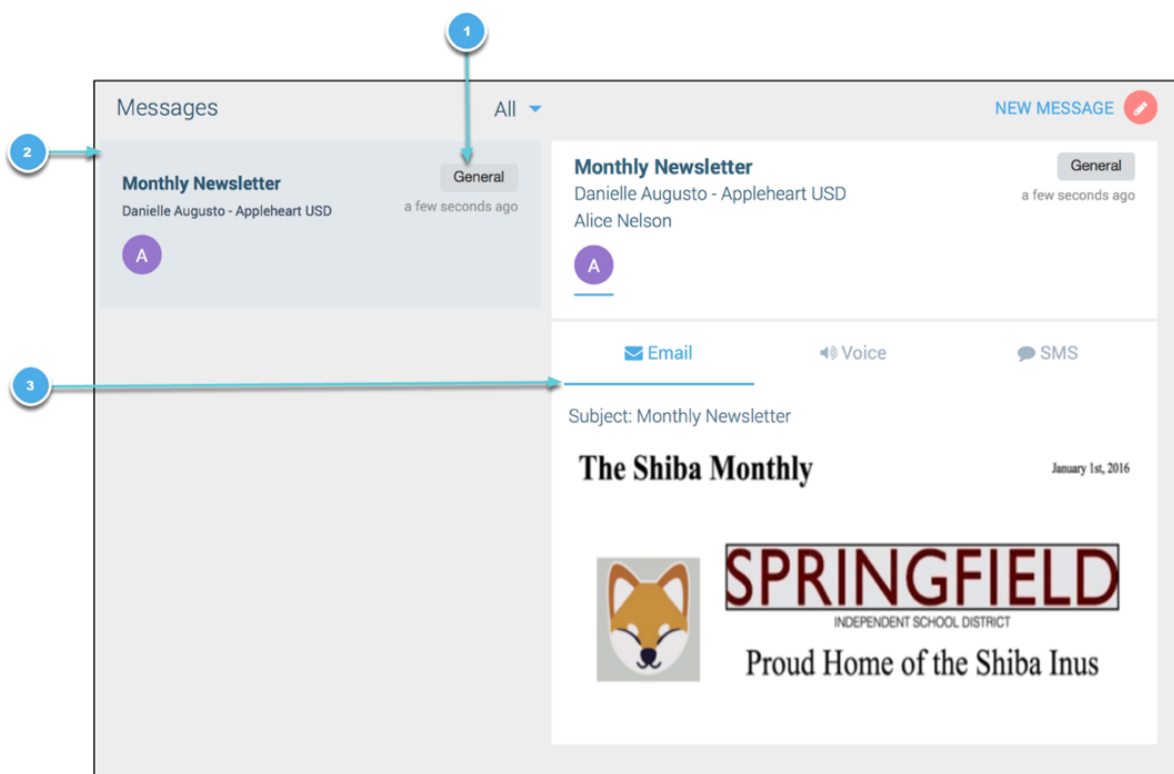 1
Messages
All
NEW MESSAGE
2
Monthly Newsletter
General
Danielle Augusto - Appleheart USD
a few seconds ago
A
Monthly Newsletter
General
Danielle Augusto - Appleheart USD
a few seconds ago
Alice Nelson
A
3
Email
Voice
SMS
Subject: Monthly Newsletter
The Shiba Monthly
January 1st, 2016
SPRINGFIELD
INDEPENDENT SCHOOL DISTRICT
Proud Home of the Shiba Inus